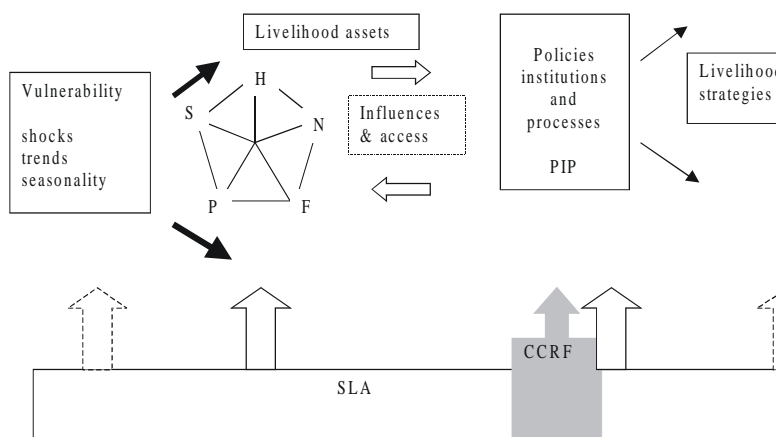 Livelihood assets
Vulnerability
shocks
trends
seasonality
H
S
N
P
F
Influences
& access
Policies
institutions
and
processes
PIP
Livelihood
strategies
CCRF
SLA